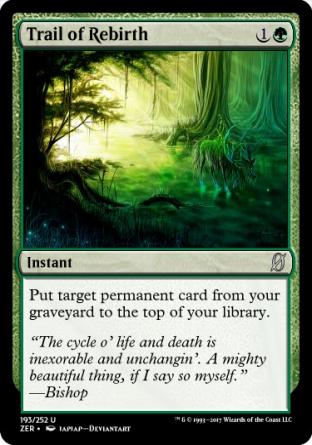 Trail of Rebirth 1
Instant
Put target permanent card from your
graveyard to the top of your library.
“The cycle o’ life and death is
inexorable and unchangin’. A mighty
beautiful thing, if I say so myself.”
—Bishop
193/252 U
ZER • IAPIAP—Deviantart
™ & © 1993–2017 Wizards of the Coast LLC